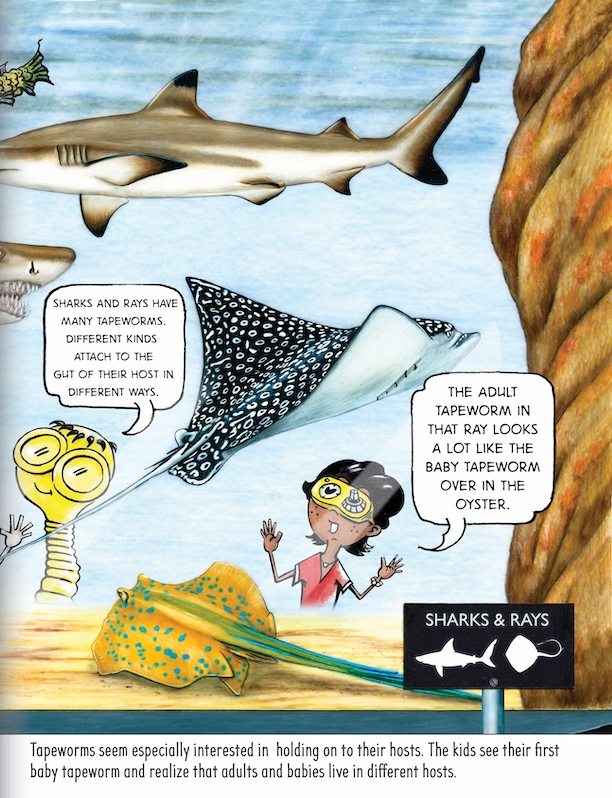 SHARKS AND RAYS HAVE
MANY TAPEWORMS.
DIFFERENT KINDS
ATTACH TO THE
GUT OF THEIR HOST IN
DIFFERENT WAYS.
THE ADULT
TAPEWORM IN
THAT RAY LOOKS
A LOT LIKE THE
BABY TAPEWORM
OVER IN THE
OYSTER.
SHARKS & RAYS
Tapeworms seem especially interested in holding on to their hosts. The kids see their first
baby tapeworm and realize that adults and babies live in different hosts.